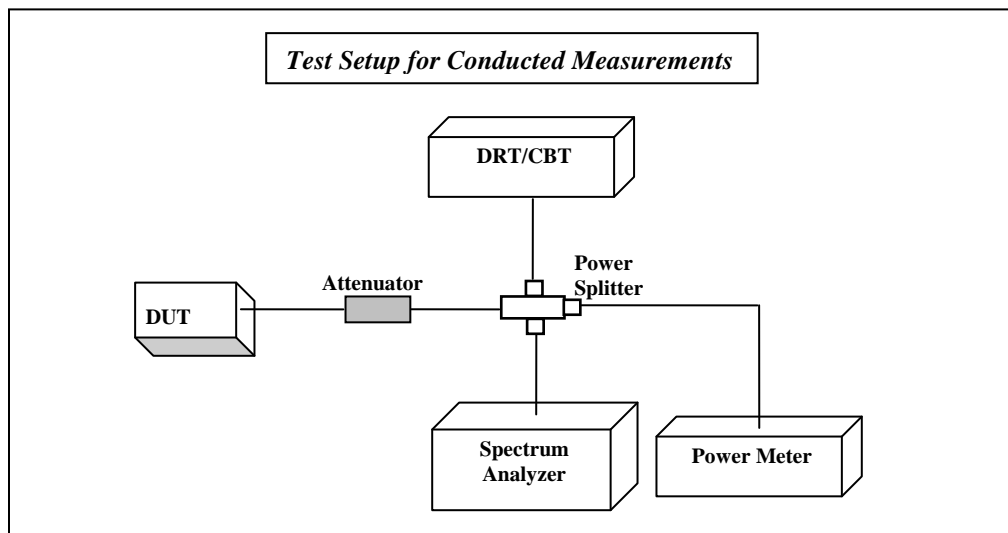 Test Setup for Conducted Measurements
DRT/CBT
Power
Splitter
Attenuator
DUT
Spectrum
Analyzer
Power Meter